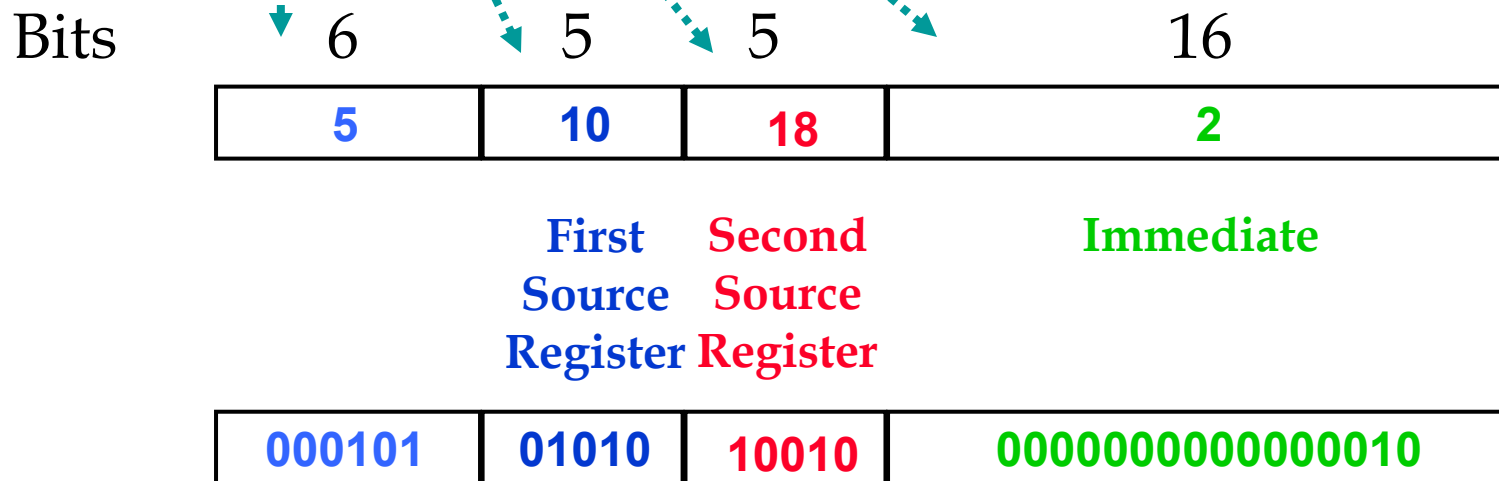 Bits 6 5 5 16
5 10 18 2
First Second Immediate
Source Source
Register Register
000101 01010 10010 0000000000000010